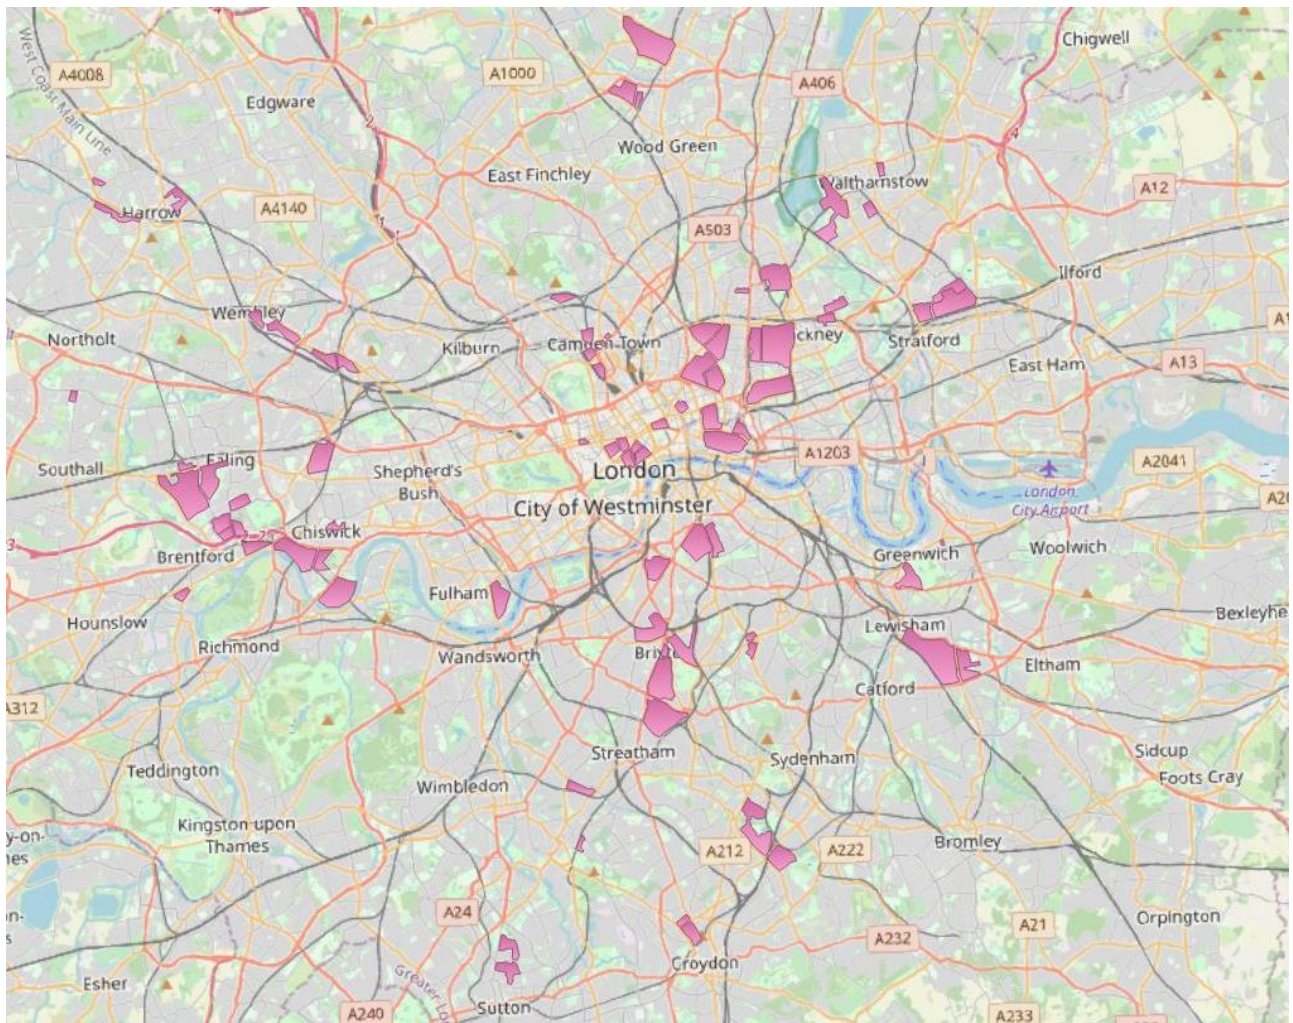 Chigwell
A4008
A1000
A406
West Coast Main Line
Edgware
Wood Green
East Finchley
Walthamstow
A12
Harrow
A4140
A503
Ilford
Wembley
Northolt
Kilburn
Camden Town
ckney
Stratford
East Ham
A13
Shepherd's
Bush
Southall
Ealing
A1203
A2041
London
City of Westminster
London
City Airport
Chiswick
Brentford
Greenwich
Woolwich
Fulham
Hounslow
Richmond
Lewisham
Bexleyhe
Wandsworth
Brixto
Eltham
Catford
A312
Streatham
Sydenham
Sidcup
Teddington
Foots Cray
Wimbledon
Kingston upon
Thames
A212
A222
Bromley
A24
Orpington
A21
A232
Croydon
Esher
Sutton
A240
A233